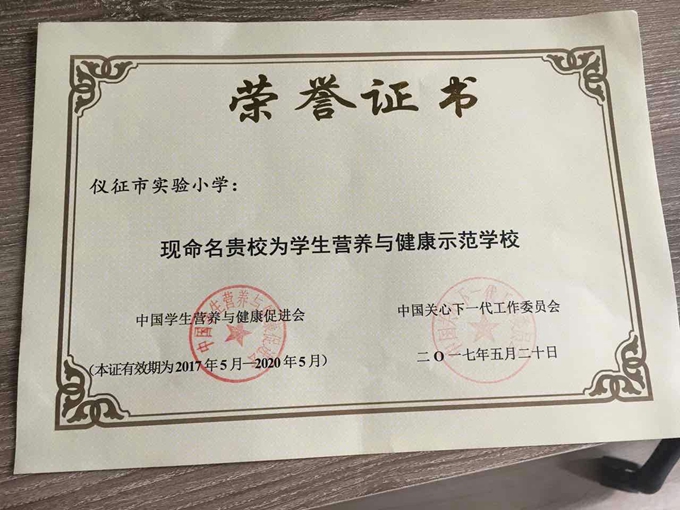 荣誉证书
仪征市实验小学：
现命名贵校为学生营养与健康示范学校
中国学生营养与健康促进会
中国关心下一代工作委员会
（本证有效期为2017年5月—2020年5月）
二O一七年五月二十日